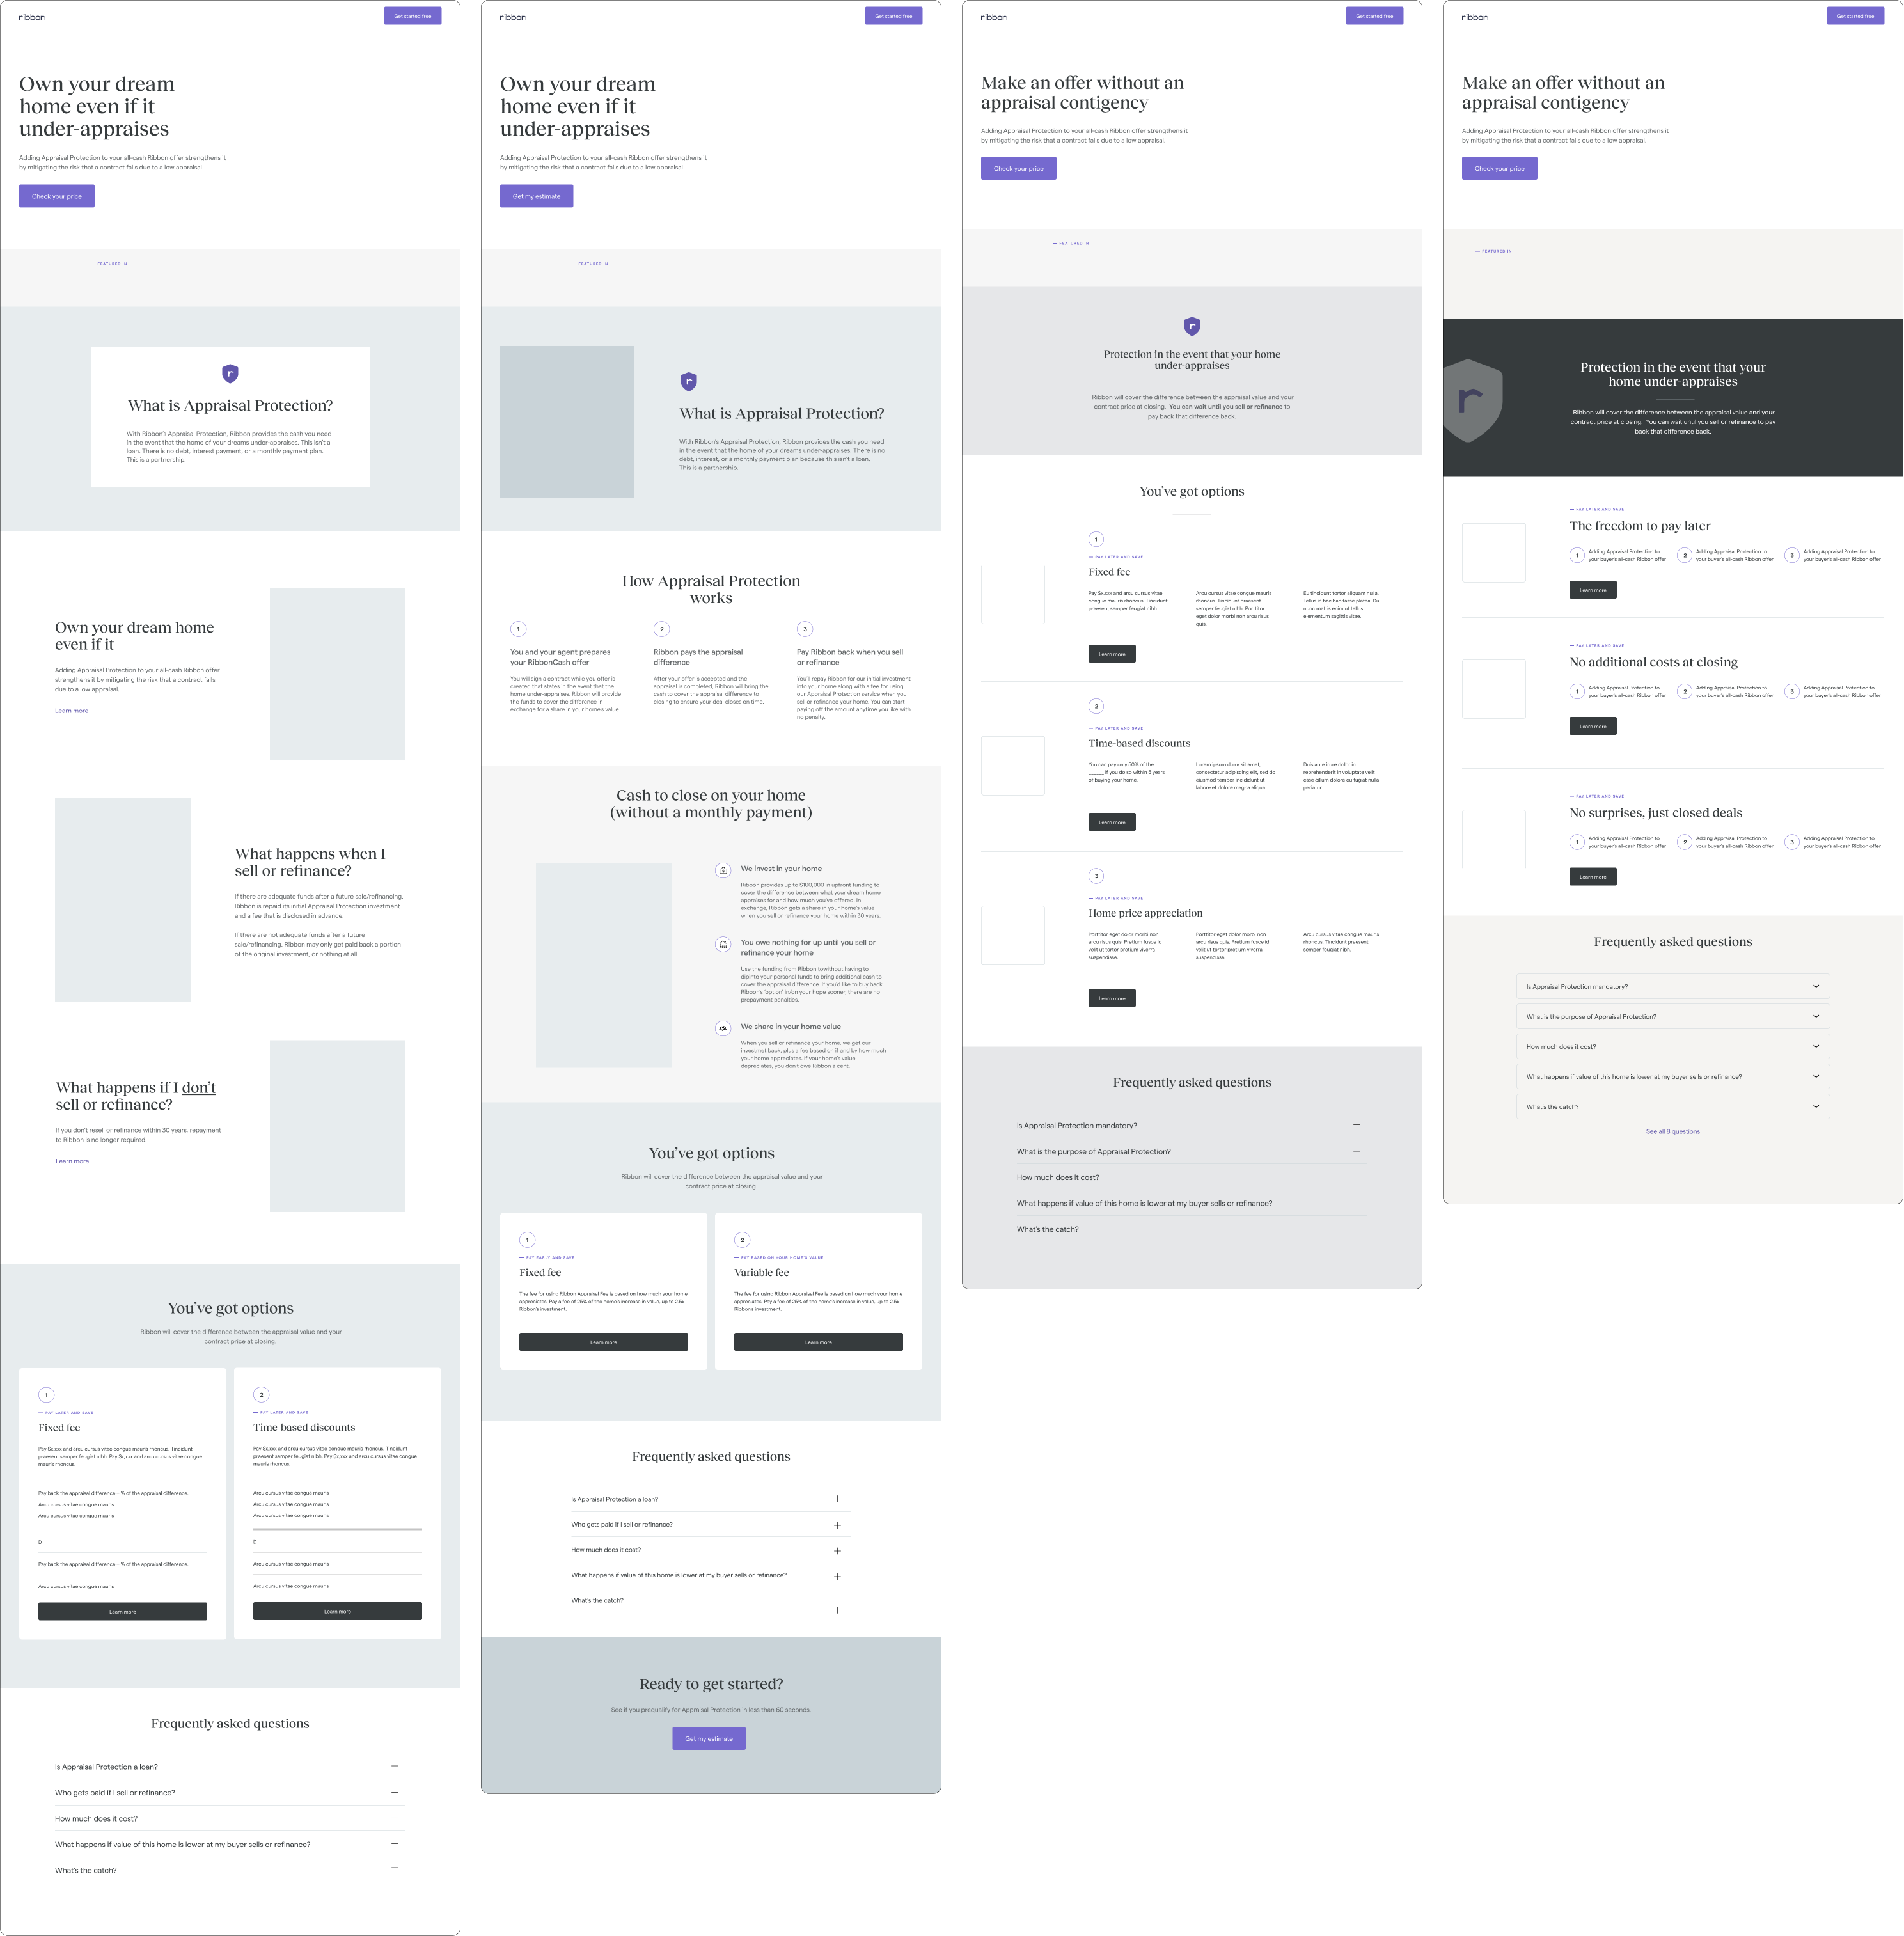 ribbon
Get started free
Own your dream
home even if it
under-appraises
Adding Appraisal Protection to your all-cash Ribbon offer strengthens it
by mitigating the risk that a contract falls due to a low appraisal.
Check your price
— FEATURED IN
r
What is Appraisal Protection?
With Ribbon's Appraisal Protection, Ribbon provides the cash you need
in the event that the home of your dreams under-appraises. This isn't a
loan. There is no debt, interest payment, or a monthly payment plan.
This is a partnership.
Own your dream home
even if it
Adding Appraisal Protection to your all-cash Ribbon offer
strengthens it by mitigating the risk that a contract falls
due to a low appraisal.
Learn more
What happens when I
sell or refinance?
If there are adequate funds after a future sale/refinancing,
Ribbon is repaid its initial Appraisal Protection investment
and a fee that is disclosed in advance.
If there are not adequate funds after a future
sale/refinancing, Ribbon may only get paid back a portion
of the original investment, or nothing at all.
What happens if I don't
sell or refinance?
If you don't resell or refinance within 30 years, repayment
to Ribbon is no longer required.
Learn more
You've got options
Ribbon will cover the difference between the appraisal value and your
contract price at closing.
1
— PAY LATER AND SAVE
Fixed fee
Pay $x,xxx and arcu cursus vitae congue mauris rhoncus. Tincidunt
praesent semper feugiat nibh. Pay $x,xxx and arcu cursus vitae congue
mauris rhoncus.
Pay back the appraisal difference + % of the appraisal difference.
Arcu cursus vitae congue mauris
Arcu cursus vitae congue mauris
D
Pay back the appraisal difference + % of the appraisal difference.
Arcu cursus vitae congue mauris
Learn more
2
— PAY LATER AND SAVE
Time-based discounts
Pay $x,xxx and arcu cursus vitae congue mauris rhoncus. Tincidunt
praesent semper feugiat nibh. Pay $x,xxx and arcu cursus vitae congue
mauris rhoncus.
Arcu cursus vitae congue mauris
Arcu cursus vitae congue mauris
Arcu cursus vitae congue mauris
D
Arcu cursus vitae congue mauris
Arcu cursus vitae congue mauris
Learn more
Frequently asked questions
Is Appraisal Protection a loan?
Who gets paid if I sell or refinance?
How much does it cost?
What happens if value of this home is lower at my buyer sells or refinance?
What's the catch?
ribbon
Get started free
Own your dream
home even if it
under-appraises
Adding Appraisal Protection to your all-cash Ribbon offer strengthens it
by mitigating the risk that a contract falls due to a low appraisal.
Get my estimate
— FEATURED IN
r
What is Appraisal Protection?
With Ribbon's Appraisal Protection, Ribbon provides the cash you need
in the event that the home of your dreams under-appraises. There is no
debt, interest, or a monthly payment plan because this isn't a loan.
This is a partnership.
How Appraisal Protection
works
1
You and your agent prepares
your RibbonCash offer
You will sign a contract while you offer is
created that states in the event that the
home under-appraises, Ribbon will provide
the funds to cover the difference in
exchange for a share in your home's value.
2
Ribbon pays the appraisal
difference
After your offer is accepted and the
appraisal is completed, Ribbon will bring the
cash to cover the appraisal difference to
closing to ensure your deal closes on time.
3
Pay Ribbon back when you sell
or refinance
You'll repay Ribbon for our initial investment
into your home along with a fee for using
our Appraisal Protection service when you
sell or refinance your home. You can start
paying off the amount anytime you like with
no penalty.
Cash to close on your home
(without a monthly payment)
We invest in your home
Ribbon provides up to $100,000 in upfront funding to
cover the difference between what your dream home
appraises for and how much you've offered. In
exchange, Ribbon gets a share in your home's value
when you sell or refinance your home within 30 years.
You owe nothing for up until you sell or
refinance your home
Use the funding from Ribbon towithout having to
dipinto your personal funds to bring additional cash to
cover the appraisal difference. If you'd like to buy back
Ribbon's 'option' in/on your hope sooner, there are no
prepayment penalties.
We share in your home value
When you sell or refinance your home, we get our
investmet back, plus a fee based on if and by how much
your home appreciates. If your home's value
depreciates, you don't owe Ribbon a cent.
You've got options
Ribbon will cover the difference between the appraisal value and your
contract price at closing.
1
— PAY EARLY AND SAVE
Fixed fee
The fee for using Ribbon Appraisal Fee is based on how much your home
appreciates. Pay a fee of 25% of the home's increase in value, up to 2.5x
Ribbon's investment.
Learn more
2
— PAY BASED ON YOUR HOME'S VALUE
Variable fee
The fee for using Ribbon Appraisal Fee is based on how much your home
appreciates. Pay a fee of 25% of the home's increase in value, up to 2.5x
Ribbon's investment.
Learn more
Frequently asked questions
Is Appraisal Protection a loan?
Who gets paid if I sell or refinance?
How much does it cost?
What happens if value of this home is lower at my buyer sells or refinance?
What's the catch?
Ready to get started?
See if you prequalify for Appraisal Protection in less than 60 seconds.
Get my estimate
ribbon
Get started free
Make an offer without an
appraisal contigency
Adding Appraisal Protection to your all-cash Ribbon offer strengthens it
by mitigating the risk that a contract falls due to a low appraisal.
Check your price
— FEATURED IN
r
Protection in the event that your home
under-appraises
Ribbon will cover the difference between the appraisal value and your
contract price at closing. You can wait until you sell or refinance to
pay back that difference back.
You've got options
1
— PAY LATER AND SAVE
Fixed fee
Pay $x,xxx and arcu cursus vitae
congue mauris rhoncus. Tincidunt
praesent semper feugiat nibh.
Arcu cursus vitae congue mauris
rhoncus. Tincidunt praesent
semper feugiat nibh. Porttitor
eget dolor morbi non arcu risus
quis.
Eu tincidunt tortor aliquam nulla.
Tellus in hac habitasse platea. Dui
nunc mattis enim ut tellus
elementum sagittis vitae.
Learn more
2
— PAY LATER AND SAVE
Time-based discounts
You can pay only 50% of the
______ if you do so within 5 years
of buying your home.
Lorem ipsum dolor sit amet,
consectetur adipiscing elit, sed do
eiusmod tempor incididunt ut
labore et dolore magna aliqua.
Duis aute irure dolor in
reprehenderit in voluptate velit
esse cillum dolore eu fugiat nulla
pariatur.
Learn more
3
— PAY LATER AND SAVE
Home price appreciation
Porttitor eget dolor morbi non
arcu risus quis. Pretium fusce id
velit ut tortor pretium viverra
suspendisse.
Porttitor eget dolor morbi non
arcu risus quis. Pretium fusce id
velit ut tortor pretium viverra
suspendisse.
Arcu cursus vitae congue mauris
rhoncus. Tincidunt praesent
semper feugiat nibh.
Learn more
Frequently asked questions
Is Appraisal Protection mandatory?
What is the purpose of Appraisal Protection?
How much does it cost?
What happens if value of this home is lower at my buyer sells or refinance?
What's the catch?
ribbon
Get started free
Make an offer without an
appraisal contigency
Adding Appraisal Protection to your all-cash Ribbon offer strengthens it
by mitigating the risk that a contract falls due to a low appraisal.
Check your price
— FEATURED IN
r
Protection in the event that your
home under-appraises
Ribbon will cover the difference between the appraisal value and your
contract price at closing. You can wait until you sell or refinance to pay
back that difference back.
— PAY LATER AND SAVE
The freedom to pay later
1
Adding Appraisal Protection to
your buyer's all-cash Ribbon offer
2
Adding Appraisal Protection to
your buyer's all-cash Ribbon offer
3
Adding Appraisal Protection to
your buyer's all-cash Ribbon offer
Learn more
— PAY LATER AND SAVE
No additional costs at closing
1
Adding Appraisal Protection to
your buyer's all-cash Ribbon offer
2
Adding Appraisal Protection to
your buyer's all-cash Ribbon offer
3
Adding Appraisal Protection to
your buyer's all-cash Ribbon offer
Learn more
— PAY LATER AND SAVE
No surprises, just closed deals
1
Adding Appraisal Protection to
your buyer's all-cash Ribbon offer
2
Adding Appraisal Protection to
your buyer's all-cash Ribbon offer
3
Adding Appraisal Protection to
your buyer's all-cash Ribbon offer
Learn more
Frequently asked questions
Is Appraisal Protection mandatory?
What is the purpose of Appraisal Protection?
How much does it cost?
What happens if value of this home is lower at my buyer sells or refinance?
What's the catch?
See all 8 questions